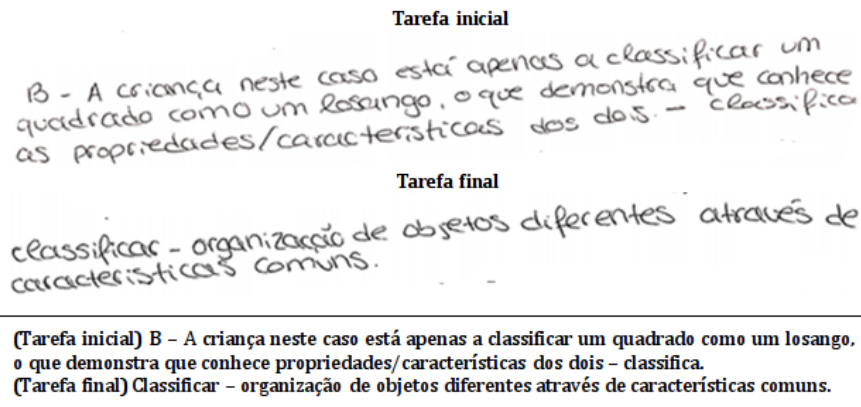 Tarefa inicial
B - A criança neste caso está apenas a classificar um
quadrado como um losango, o que demonstra que conhece
as propriedades/características dos dois. - classifica
Tarefa final
classificar - organização de objetos diferentes através de
características comuns.
(Tarefa inicial) B – A criança neste caso está apenas a classificar um quadrado como um losango,
o que demonstra que conhece propriedades/características dos dois – classifica.
(Tarefa final) Classificar – organização de objetos diferentes através de características comuns.